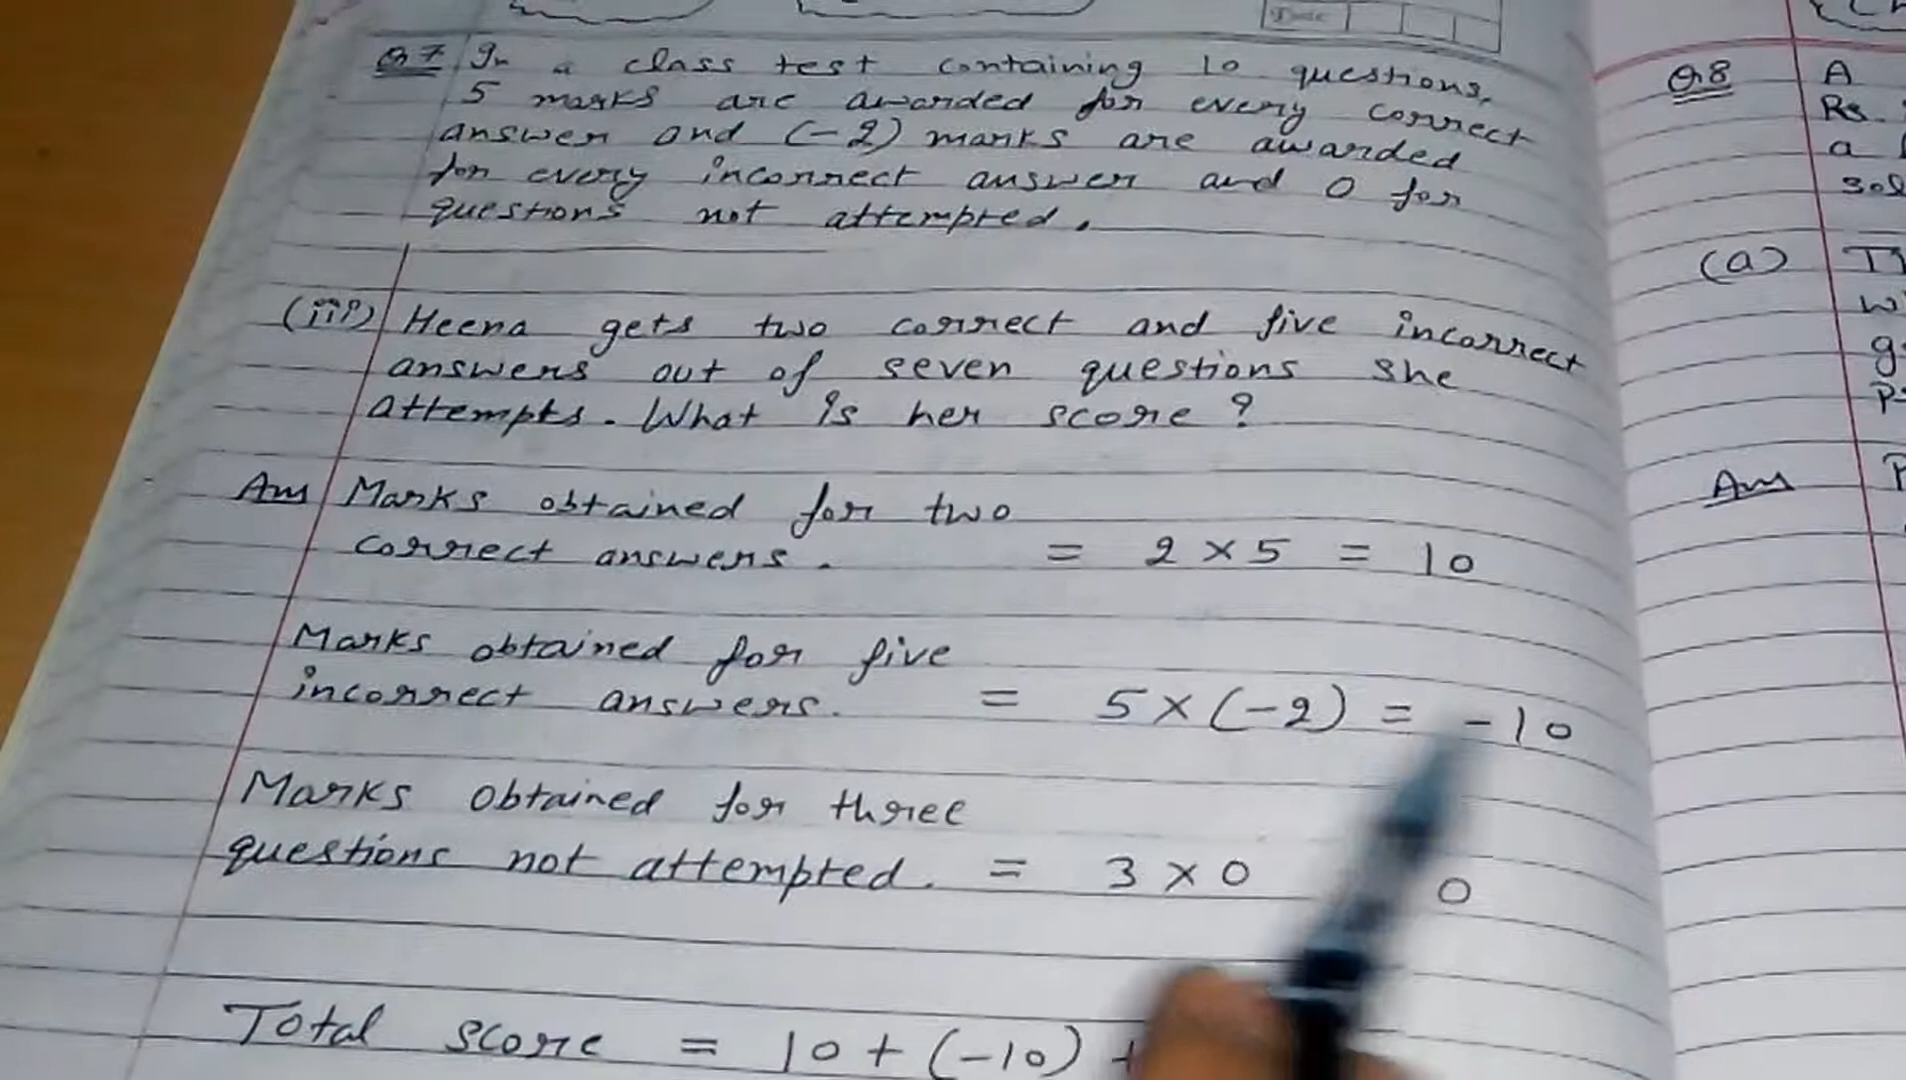 Date
Q.7 In a class test containing 10 questions,
5 marks are awarded for every correct
answer and (-2) marks are awarded
for every incorrect answer and 0 for
questions not attempted.
(iii) Heena gets two correct and five incorrect
answers out of seven questions she
attempts. What is her score?
Ans Marks obtained for two
correct answers. = 2 × 5 = 10
Marks obtained for five
incorrect answers. = 5 × (-2) = -10
Marks obtained for three
questions not attempted. = 3 × 0 0
Total score = 10 + (-10) +
Q.8 A
Rs.
a
sol
(a)
Ans